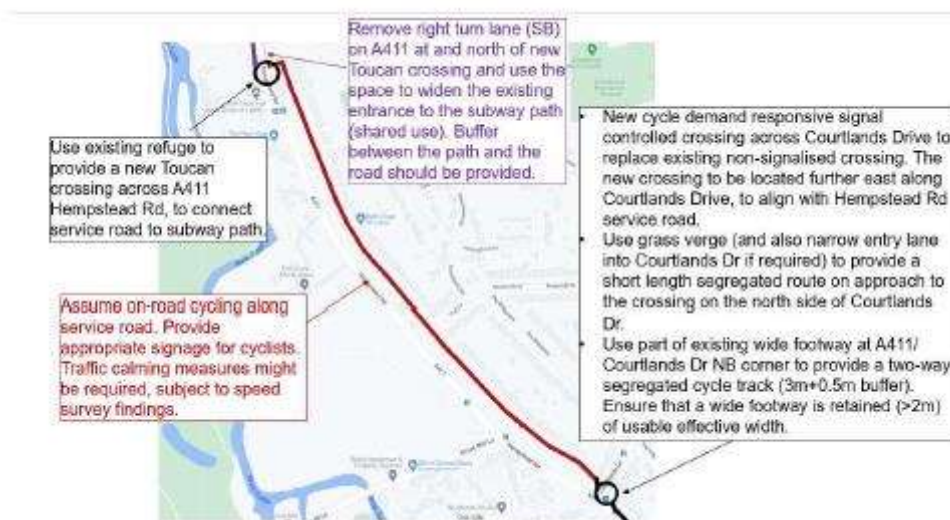 Remove right turn lane (SB)
on A411 at and north of new
Toucan crossing and use the
space to widen the existing
entrance to the subway path
(shared use). Buffer
between the path and the
road should be provided.
Use existing refuge to
provide a new Toucan
crossing across A411
Hempstead Rd, to connect
service road to subway path.
Assume on-road cycling along
service road. Provide
appropriate signage for cyclists.
Traffic calming measures might
be required, subject to speed
survey findings.
• New cycle demand responsive signal
controlled crossing across Courtlands Drive to
replace existing non-signalised crossing. The
new crossing to be located further east along
Courtlands Drive, to align with Hempstead Rd
service road.
• Use grass verge (and also narrow entry lane
into Courtlands Dr if required) to provide a
short length segregated route on approach to
the crossing on the north side of Courtlands
Dr.
• Use part of existing wide footway at A411/
Courtlands Dr NB corner to provide a two-way
segregated cycle track (3m+0.5m buffer).
Ensure that a wide footway is retained (>2m)
of usable effective width.